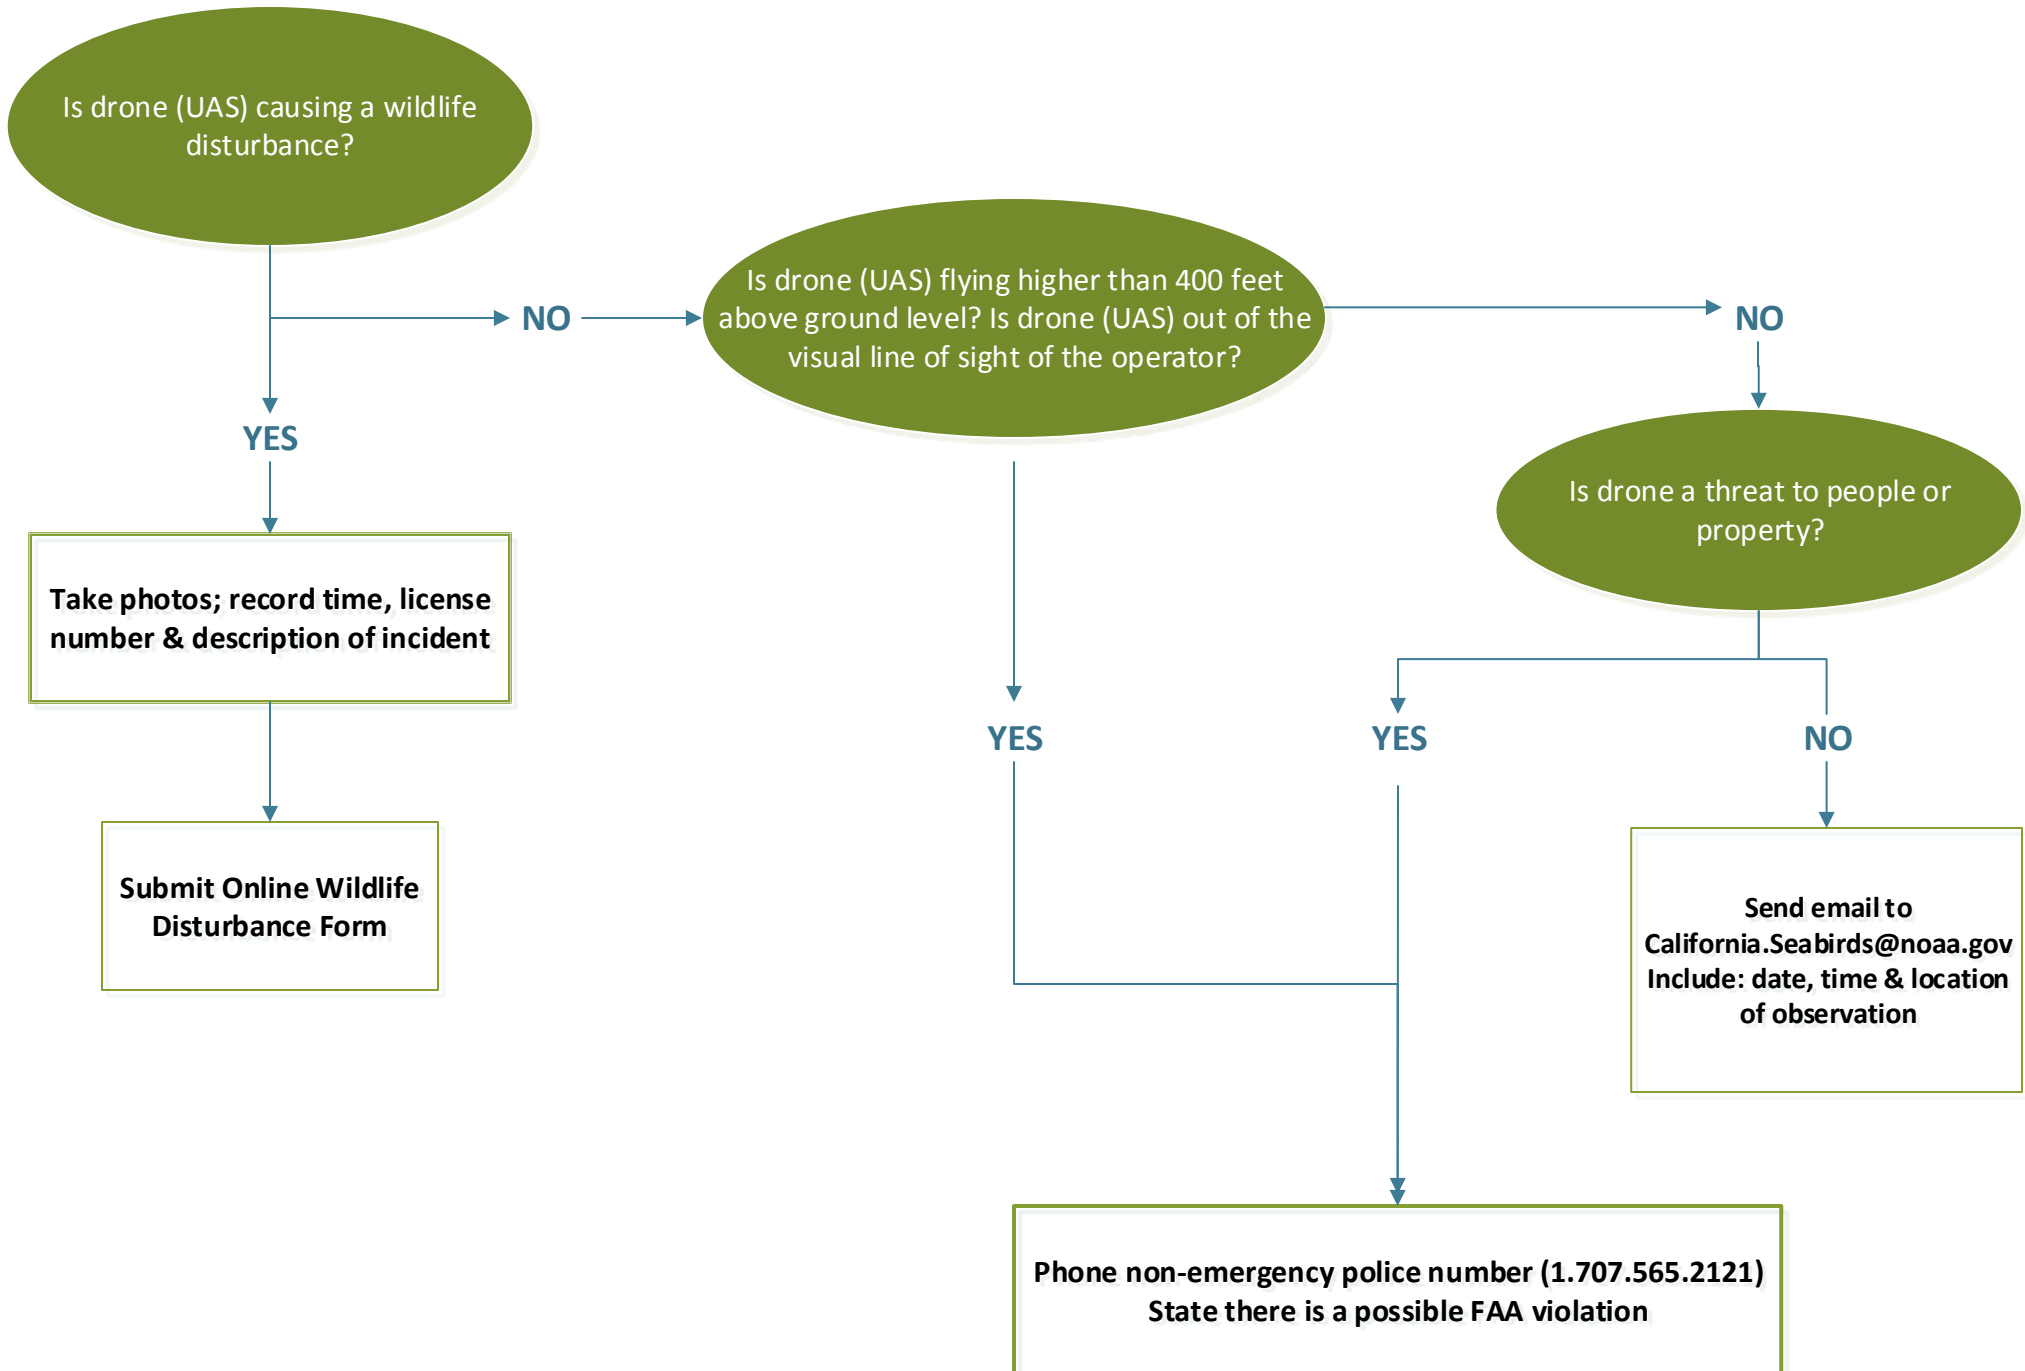 Is drone (UAS) causing a wildlife
disturbance?
Is drone (UAS) flying higher than 400 feet
above ground level? Is drone (UAS) out of the
visual line of sight of the operator?
NO
NO
YES
Is drone a threat to people or
property?
Take photos; record time, license
number & description of incident
YES
YES
NO
Submit Online Wildlife
Disturbance Form
Send email to
California.Seabirds@noaa.gov
Include: date, time & location
of observation
Phone non-emergency police number (1.707.565.2121)
State there is a possible FAA violation